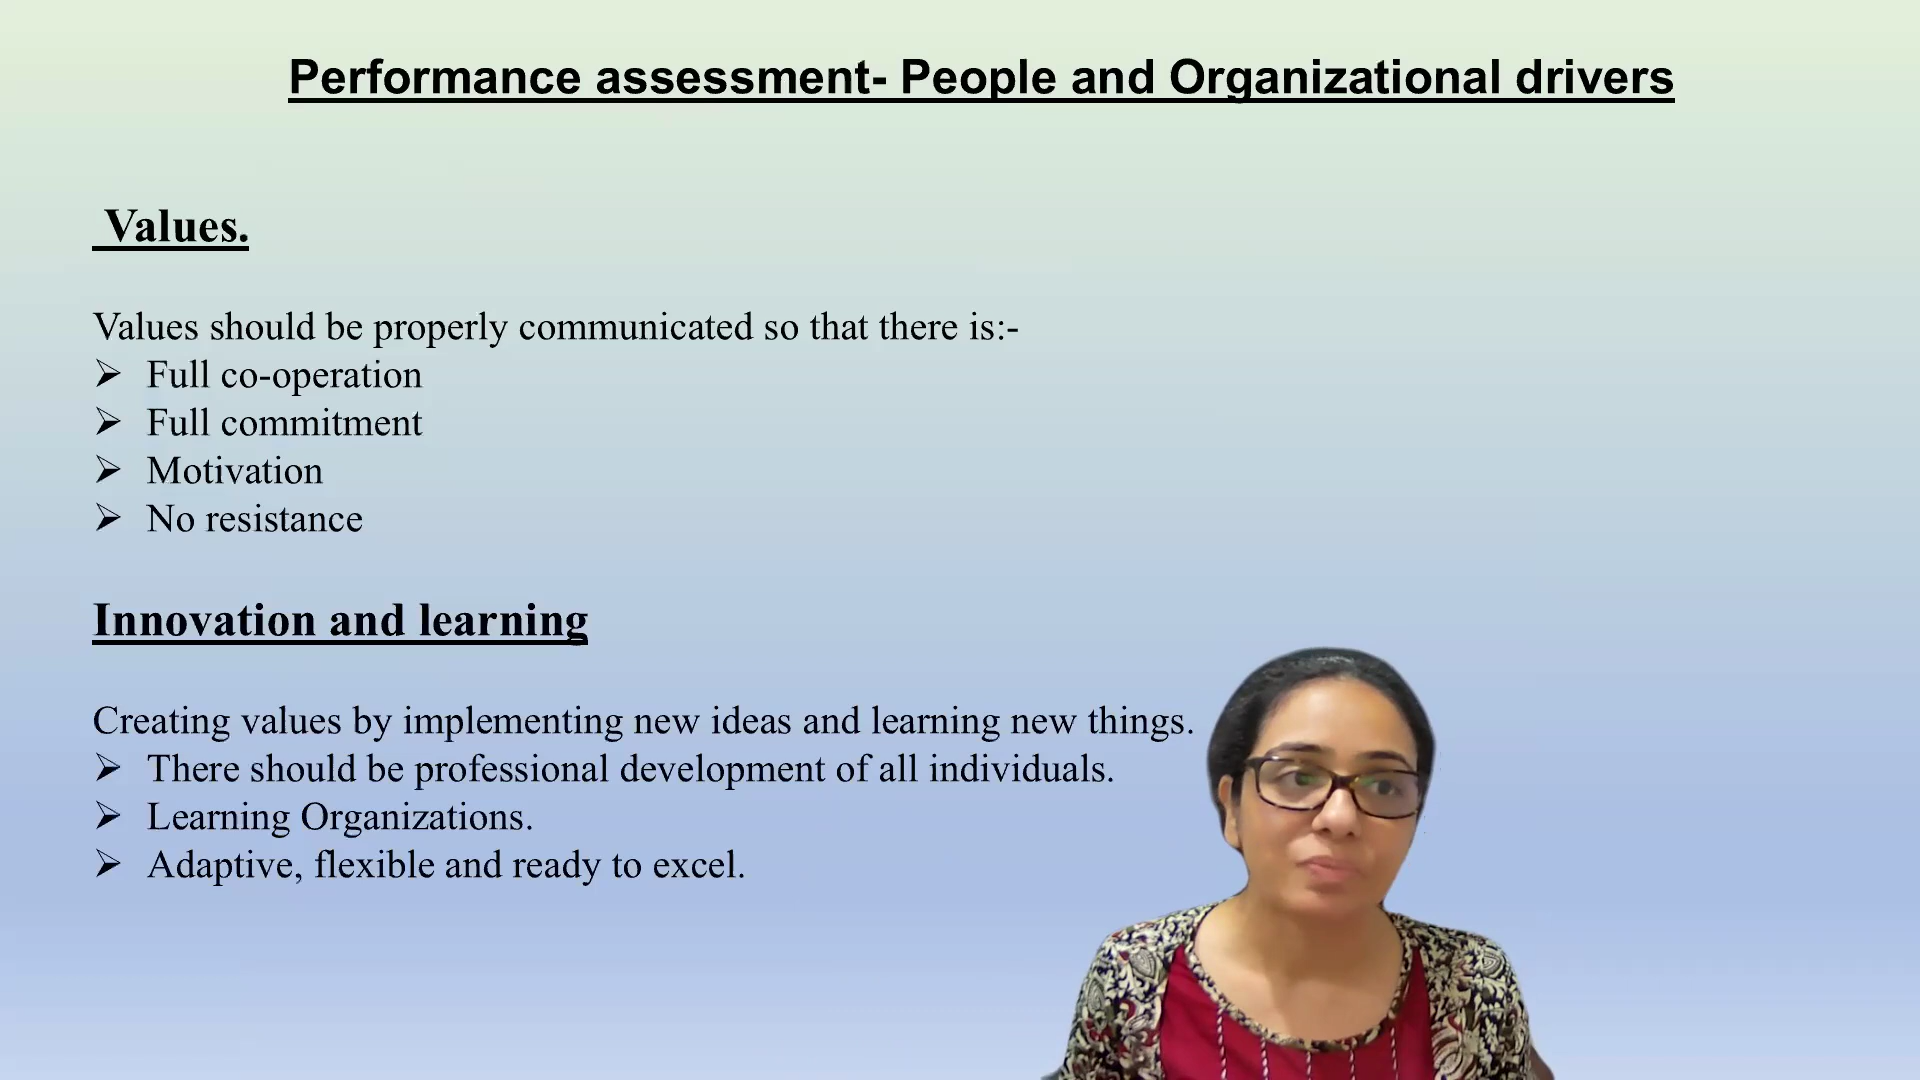 Performance assessment- People and Organizational drivers
Values.
Values should be properly communicated so that there is:-
➢ Full co-operation
➢ Full commitment
➢ Motivation
➢ No resistance
Innovation and learning
Creating values by implementing new ideas and learning new things.
➢ There should be professional development of all individuals.
➢ Learning Organizations.
➢ Adaptive, flexible and ready to excel.